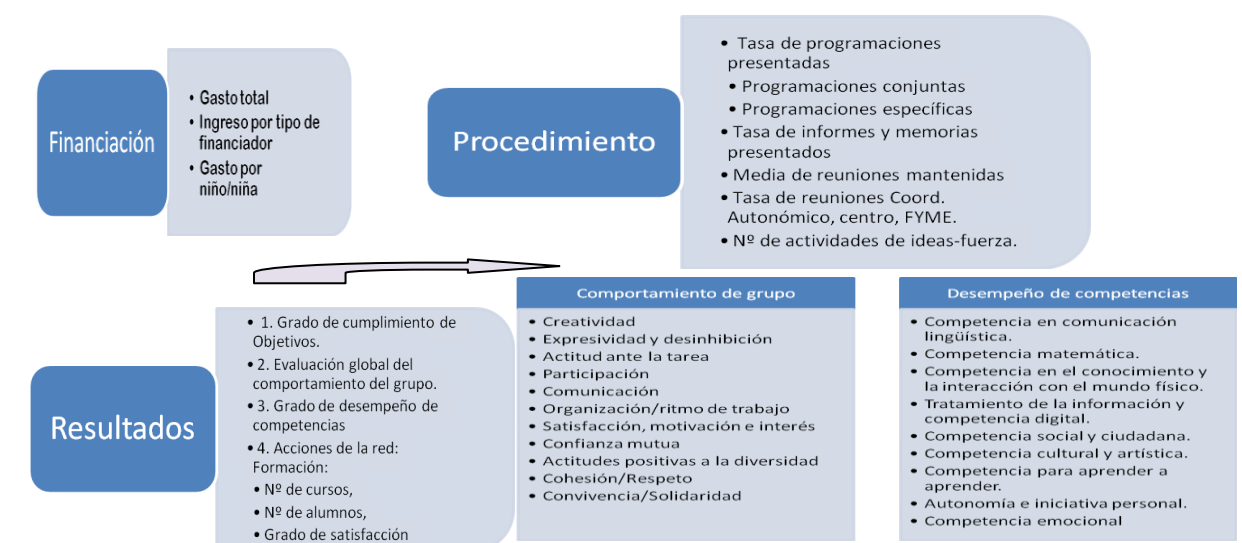 Financiación
• Gasto total
• Ingreso por tipo de
financiador
• Gasto por
niño/niña
Procedimiento
• Tasa de programaciones
presentadas
• Programaciones conjuntas
• Programaciones específicas
• Tasa de informes y memorias
presentados
• Media de reuniones mantenidas
• Tasa de reuniones Coord.
Autonómico, centro, FYME.
• Nº de actividades de ideas-fuerza.
Resultados
• 1. Grado de cumplimiento de
Objetivos.
• 2. Evaluación global del
comportamiento del grupo.
• 3. Grado de desempeño de
competencias
• 4. Acciones de la red:
Formación:
• Nº de cursos,
• Nº de alumnos,
• Grado de satisfacción
Comportamiento de grupo
• Creatividad
• Expresividad y desinhibición
• Actitud ante la tarea
• Participación
• Comunicación
• Organización/ritmo de trabajo
• Satisfacción, motivación e interés
• Confianza mutua
• Actitudes positivas a la diversidad
• Cohesión/Respeto
• Convivencia/Solidaridad
Desempeño de competencias
• Competencia en comunicación
lingüística.
• Competencia matemática.
• Competencia en el conocimiento y
la interacción con el mundo físico.
• Tratamiento de la información y
competencia digital.
• Competencia social y ciudadana.
• Competencia cultural y artística.
• Competencia para aprender a
aprender.
• Autonomía e iniciativa personal.
• Competencia emocional